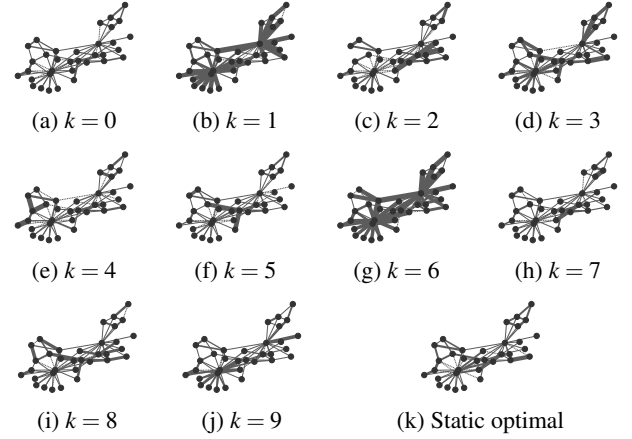 (a) k = 0 (b) k = 1 (c) k = 2 (d) k = 3
(e) k = 4 (f) k = 5 (g) k = 6 (h) k = 7
(i) k = 8 (j) k = 9 (k) Static optimal